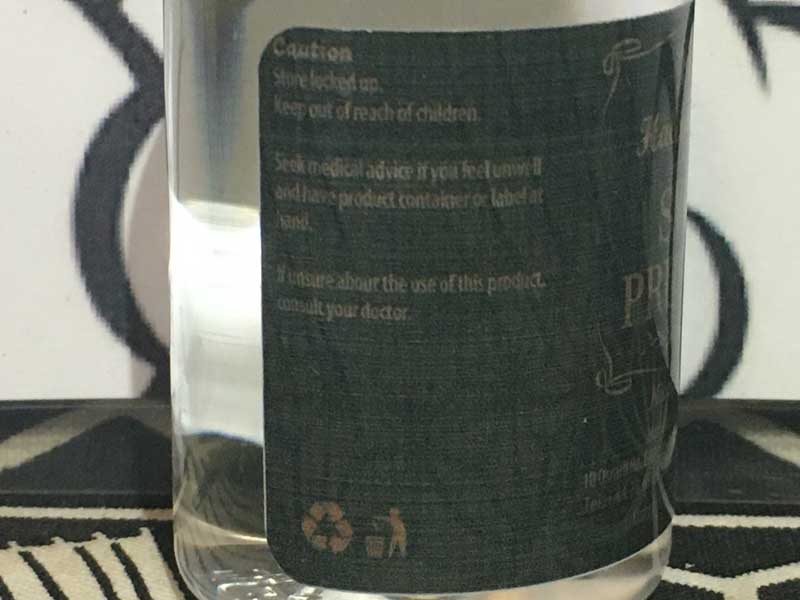 Caution
Store locked up.
Keep out of reach of children.
Seek medical advice if you feel unwell
and have product container or label at
hand.
If unsure about the use of this product,
consult your doctor.